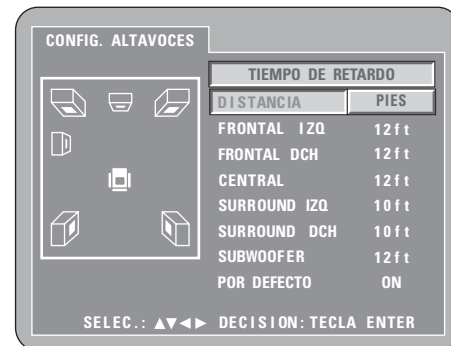 CONFIG. ALTAVOCES
TIEMPO DE RETARDO
DISTANCIA PIES
FRONTAL IZQ 12ft
FRONTAL DCH 12ft
CENTRAL 12ft
SURROUND IZQ 10ft
SURROUND DCH 10ft
SUBWOOFER 12ft
POR DEFECTO ON
SELEC.: ▲▼◀▶ DECISION: TECLA ENTER